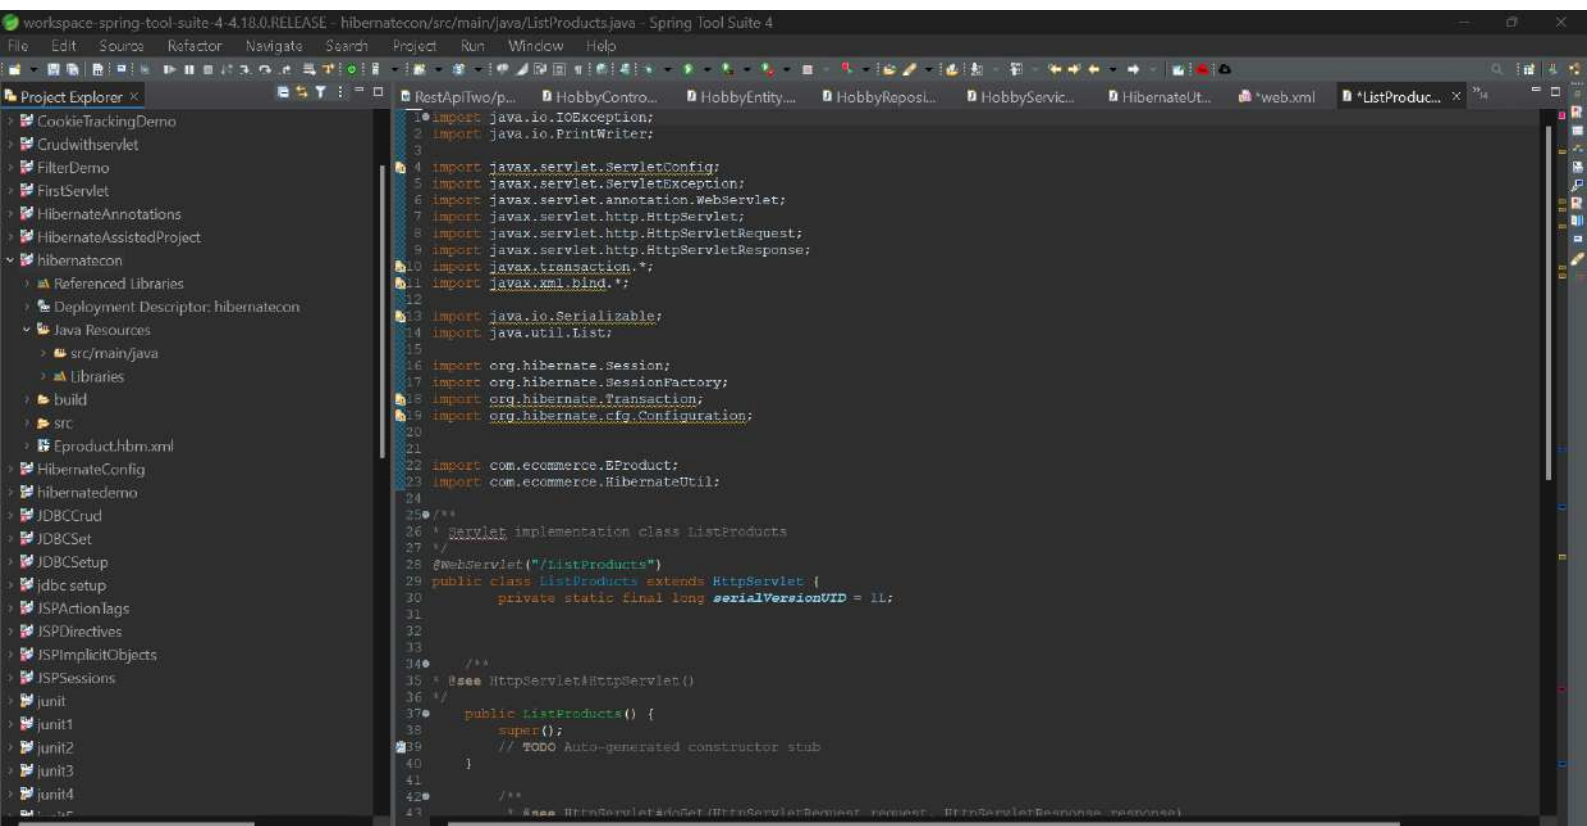 workspace-spring-tool-suite-4-4.18.0.RELEASE - hibernatecon/src/main/java/ListProducts.java - Spring Tool Suite 4
File Edit Source Refactor Navigate Search Project Run Window Help
Project Explorer ×
RestApiTwo/p... HobbyContro... HobbyEntity.... HobbyReposi... HobbyServic... HibernateUt... *web.xml *ListProduc... × »14
CookieTrackingDemo
Crudwithservlet
FilterDemo
FirstServlet
HibernateAnnotations
HibernateAssistedProject
hibernatecon
Referenced Libraries
Deployment Descriptor: hibernatecon
Java Resources
src/main/java
Libraries
build
src
Eproduct.hbm.xml
HibernateConfig
hibernatedemo
JDBCCrud
JDBCSet
JDBCSetup
jdbc setup
JSPActionTags
JSPDirectives
JSPImplicitObjects
JSPSessions
junit
junit1
junit2
junit3
junit4
1 import java.io.IOException;
2 import java.io.PrintWriter;
3
4 import javax.servlet.ServletConfig;
5 import javax.servlet.ServletException;
6 import javax.servlet.annotation.WebServlet;
7 import javax.servlet.http.HttpServlet;
8 import javax.servlet.http.HttpServletRequest;
9 import javax.servlet.http.HttpServletResponse;
10 import javax.transaction.*;
11 import javax.xml.bind.*;
12
13 import java.io.Serializable;
14 import java.util.List;
15
16 import org.hibernate.Session;
17 import org.hibernate.SessionFactory;
18 import org.hibernate.Transaction;
19 import org.hibernate.cfg.Configuration;
20
21
22 import com.ecommerce.EProduct;
23 import com.ecommerce.HibernateUtil;
24
25 /**
26 * Servlet implementation class ListProducts
27 */
28 @WebServlet("/ListProducts")
29 public class ListProducts extends HttpServlet {
30 private static final long serialVersionUID = 1L;
31
32
33
34 /**
35 * @see HttpServlet#HttpServlet()
36 */
37 public ListProducts() {
38 super();
39 // TODO Auto-generated constructor stub
40 }
41
42 /**
43 * @see HttpServlet#doGet(HttpServletRequest request, HttpServletResponse response)